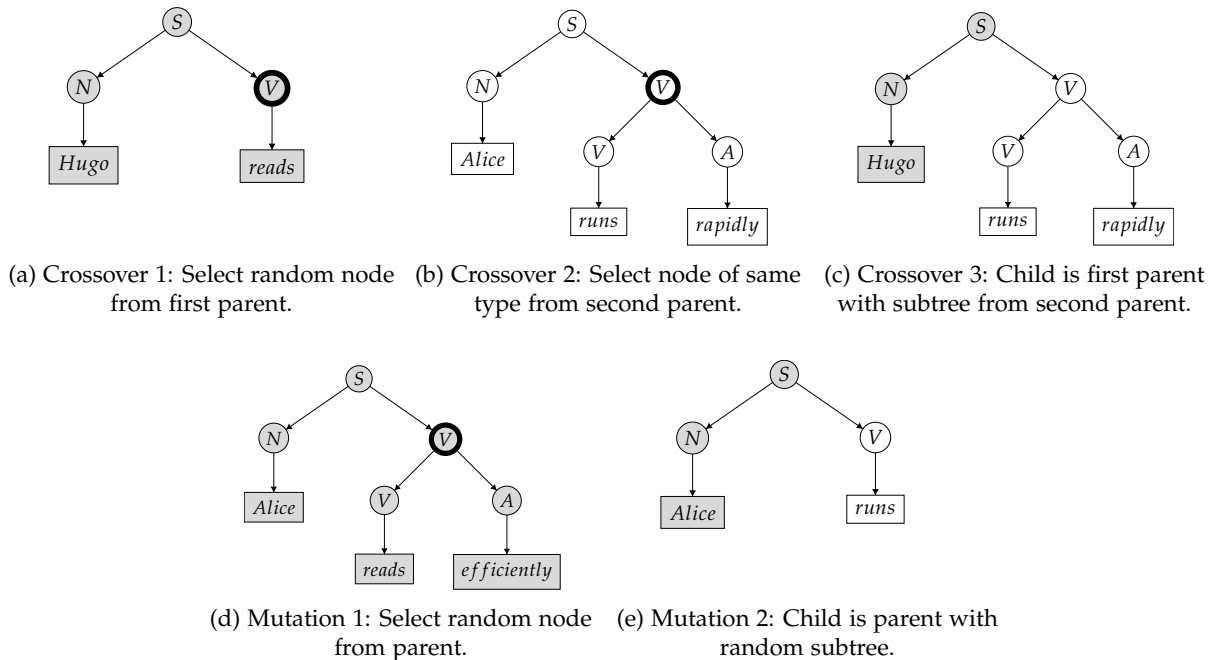 S
N
V
Hugo
reads
(a) Crossover 1: Select random node
from first parent.
S
N
V
Alice
V
A
runs
rapidly
(b) Crossover 2: Select node of same
type from second parent.
S
N
V
Hugo
V
A
runs
rapidly
(c) Crossover 3: Child is first parent
with subtree from second parent.
S
N
V
Alice
V
A
reads
efficiently
(d) Mutation 1: Select random node
from parent.
S
N
V
Alice
runs
(e) Mutation 2: Child is parent with
random subtree.